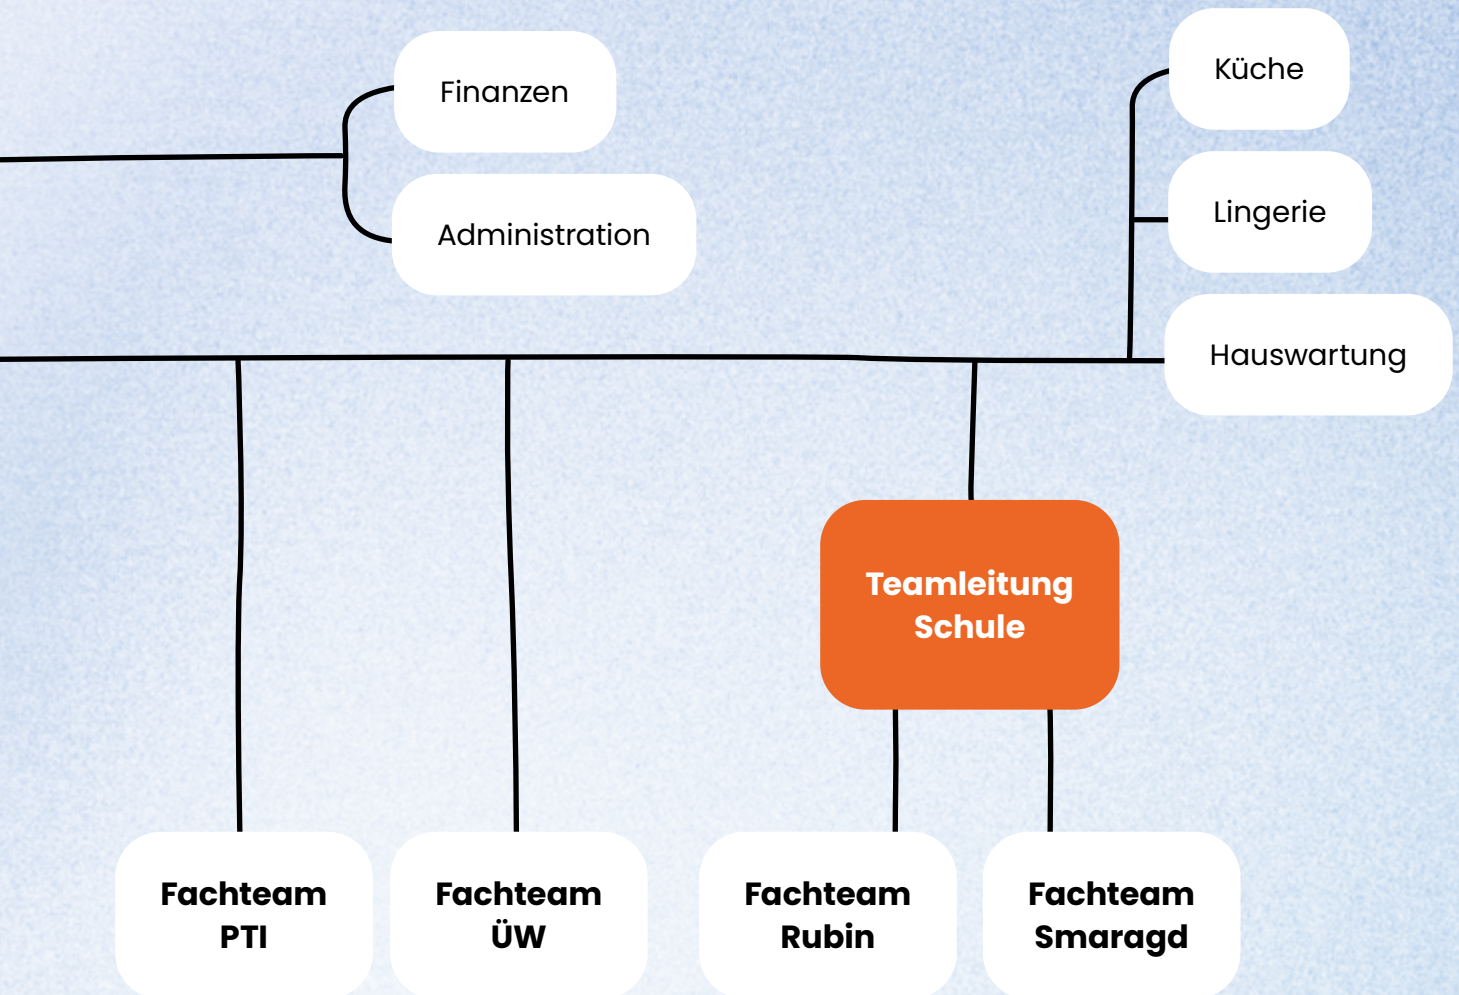 Finanzen
Administration
Küche
Lingerie
Hauswartung
Teamleitung
Schule
Fachteam
PTI
Fachteam
ÜW
Fachteam
Rubin
Fachteam
Smaragd